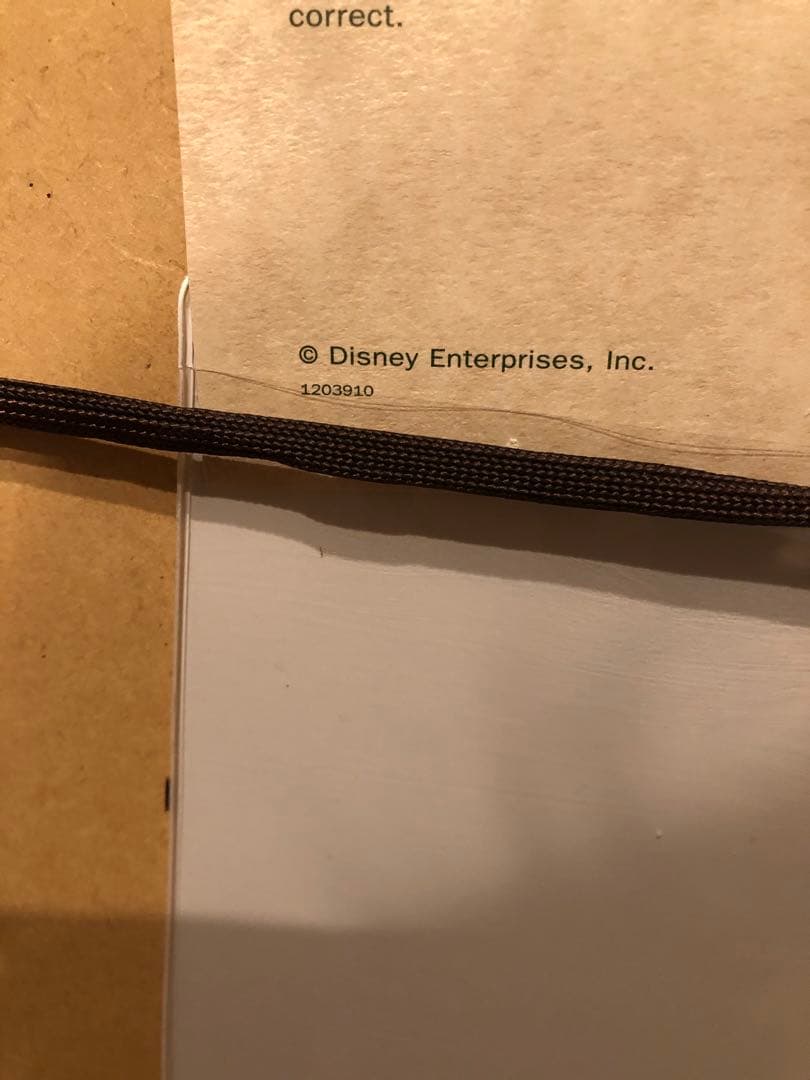 correct.
© Disney Enterprises, Inc.
1203910